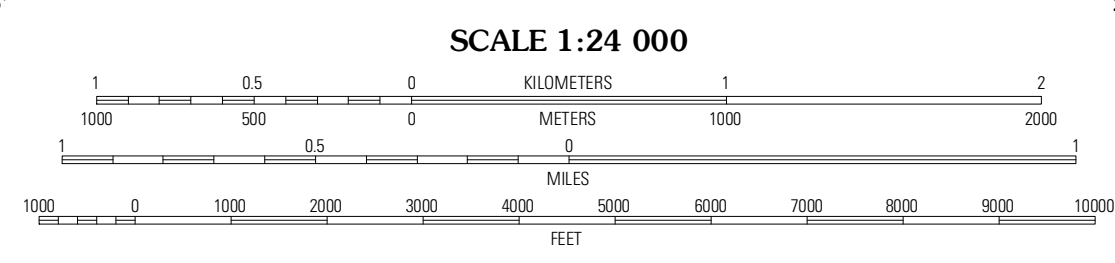 SCALE 1:24 000
1 0.5 0 KILOMETERS 1 2
1000 500 0 METERS 1000 2000
1 0.5 0 1
MILES
1000 0 1000 2000 3000 4000 5000 6000 7000 8000 9000 10000
FEET